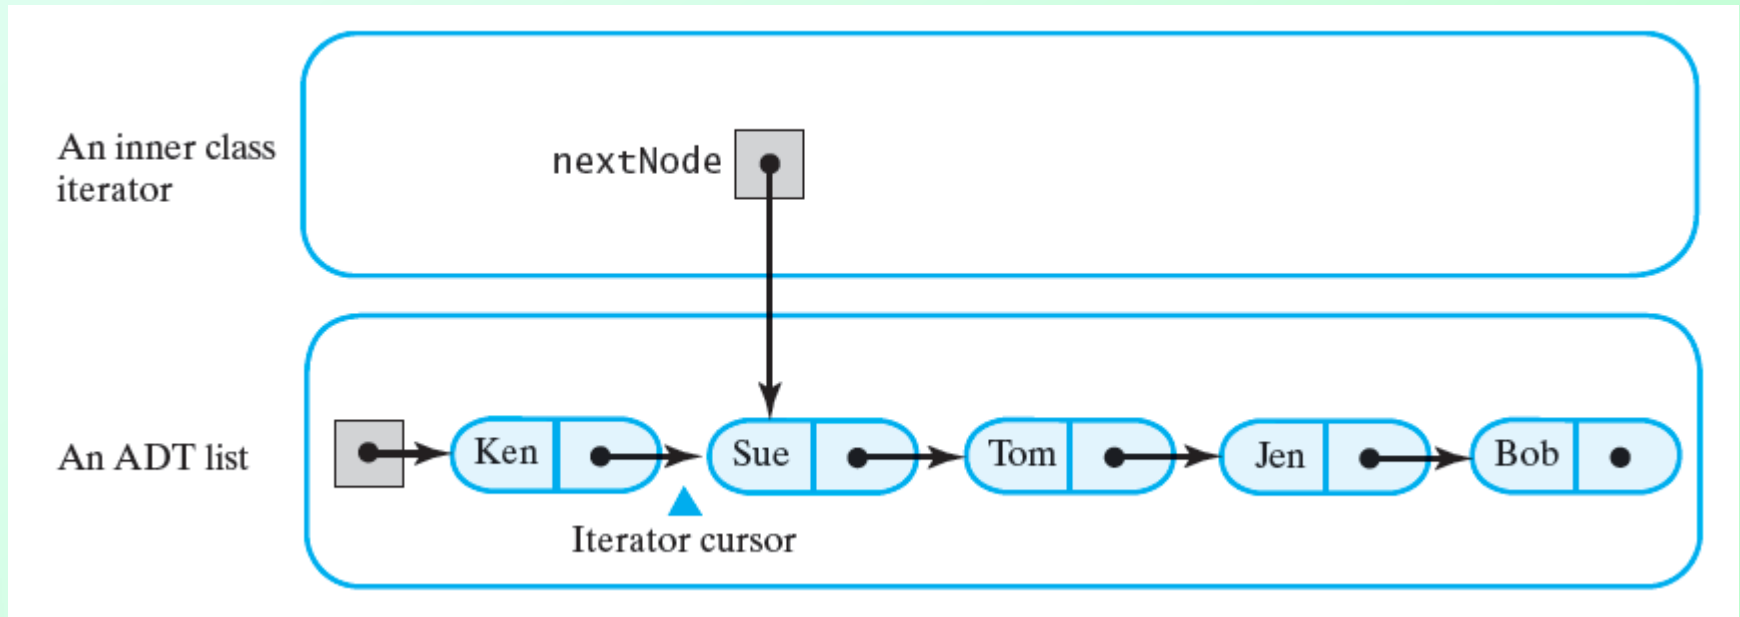 An inner class
iterator
nextNode
An ADT list
Ken
Sue
Tom
Jen
Bob
Iterator cursor